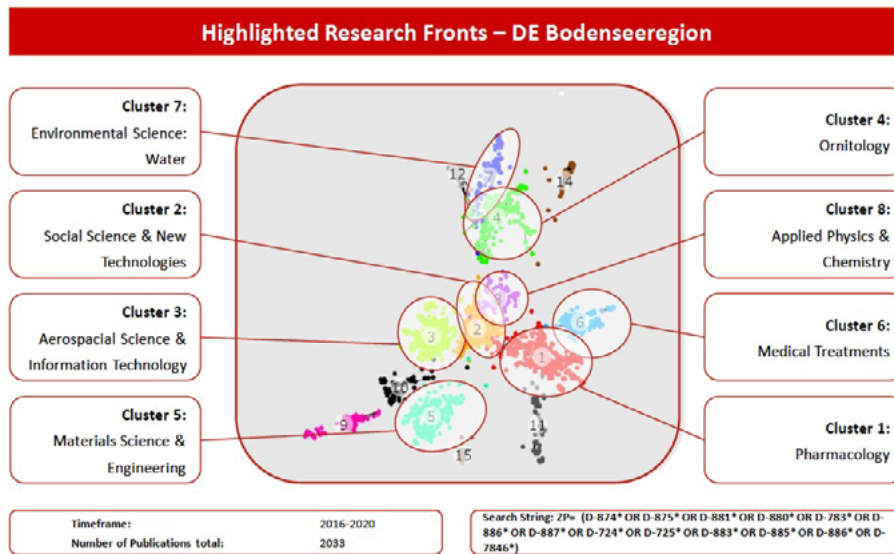 Highlighted Research Fronts – DE Bodenseeregion
Cluster 7:
Environmental Science:
Water
Cluster 2:
Social Science & New
Technologies
Cluster 3:
Aerospacial Science &
Information Technology
Cluster 5:
Materials Science &
Engineering
12
7
14
4
8
2
3
6
1
10
9
5
11
15
Cluster 4:
Ornitology
Cluster 8:
Applied Physics &
Chemistry
Cluster 6:
Medical Treatments
Cluster 1:
Pharmacology
Timeframe: 2016-2020
Number of Publications total: 2033
Search String: ZP= (D-874* OR D-875* OR D-881* OR D-880* OR D-783* OR D-
886* OR D-887* OR D-724* OR D-725* OR D-883* OR D-885* OR D-886* OR D-
7846*)